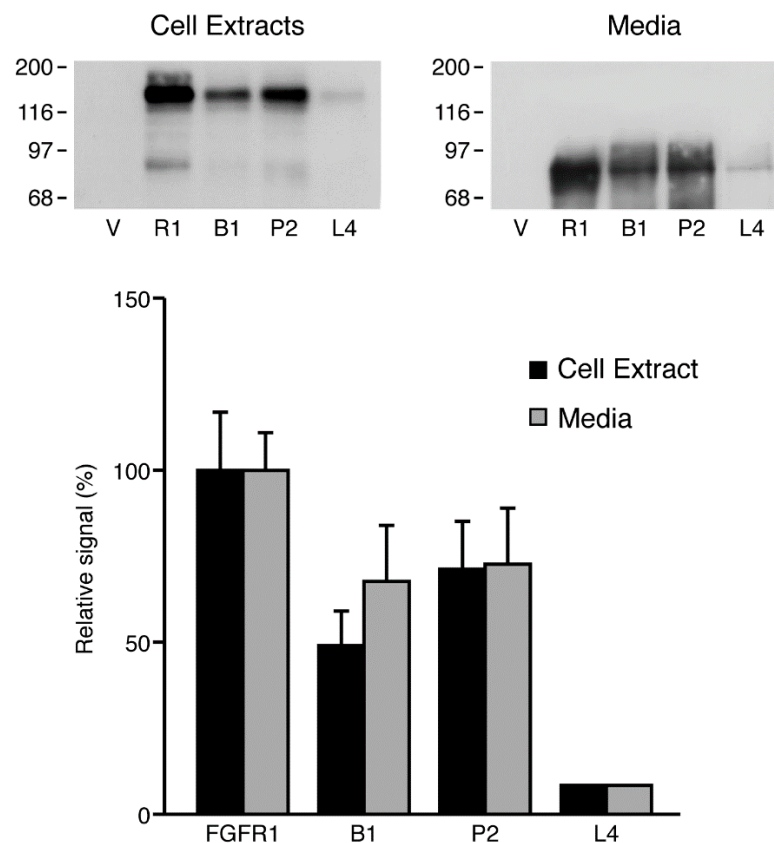 Cell Extracts
Media
200
116
97
68
V R1 B1 P2 L4
200
116
97
68
V R1 B1 P2 L4
150
100
50
0
Relative signal (%)
Cell Extract
Media
FGFR1 B1 P2 L4